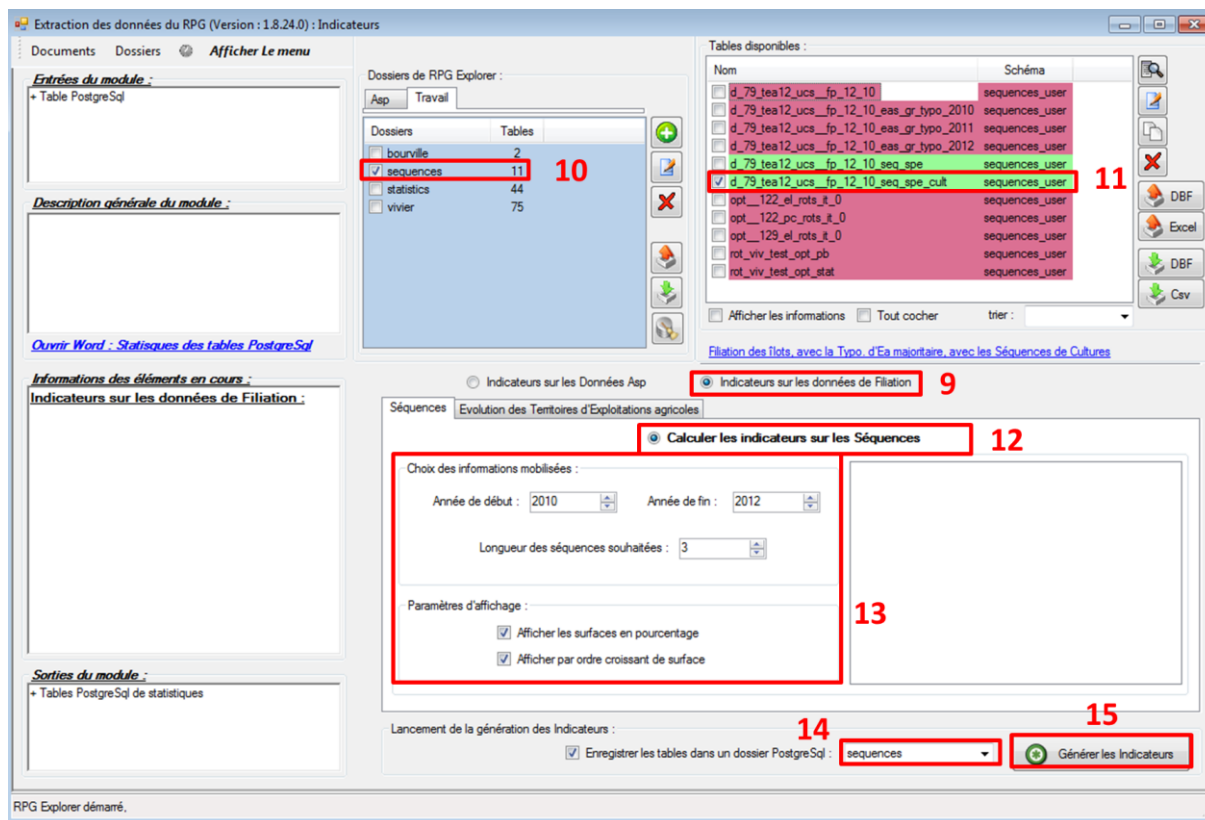 Extraction des données du RPG (Version : 1.8.24.0) : Indicateurs
Documents Dossiers Afficher Le menu
Entrées du module :
+ Table PostgreSql
Description générale du module :
Ouvrir Word : Statisques des tables PostgreSql
Informations des éléments en cours :
Indicateurs sur les données de Filiation :
Sorties du module :
+ Tables PostgreSql de statistiques
Dossiers de RPG Explorer :
Asp Travail
Dossiers Tables
bourville 2
sequences 11
statistics 44
vivier 75
10
Tables disponibles :
Nom Schéma
d_79_tea12_ucs__fp_12_10 sequences_user
d_79_tea12_ucs__fp_12_10_eas_gr_typo_2010 sequences_user
d_79_tea12_ucs__fp_12_10_eas_gr_typo_2011 sequences_user
d_79_tea12_ucs__fp_12_10_eas_gr_typo_2012 sequences_user
d_79_tea12_ucs__fp_12_10_seq_spe sequences_user
d_79_tea12_ucs__fp_12_10_seq_spe_cult sequences_user
opt__122_el_rots_it_0 sequences_user
opt__122_pc_rots_it_0 sequences_user
opt__129_el_rots_it_0 sequences_user
rot_viv_test_opt_pb sequences_user
rot_viv_test_opt_stat sequences_user
11
DBF
Excel
DBF
Csv
Afficher les informations Tout cocher trier :
Filiation des îlots, avec la Typo. d'Ea majoritaire, avec les Séquences de Cultures
Indicateurs sur les Données Asp Indicateurs sur les données de Filiation
9
Séquences Evolution des Territoires d'Exploitations agricoles
Calculer les indicateurs sur les Séquences
12
Choix des informations mobilisées :
Année de début : 2010 Année de fin : 2012
Longueur des séquences souhaitées : 3
Paramètres d'affichage :
Afficher les surfaces en pourcentage
Afficher par ordre croissant de surface
13
Lancement de la génération des Indicateurs :
14
15
Enregistrer les tables dans un dossier PostgreSql : sequences Générer les Indicateurs
RPG Explorer démarré,